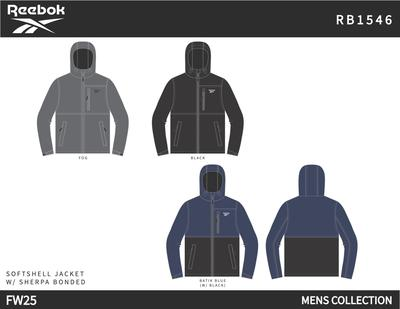 Reebok
RB1546
FOG
BLACK
BATIK BLUE
(W/ BLACK)
SOFTSHELL JACKET
W/ SHERPA BONDED
FW25
MENS COLLECTION